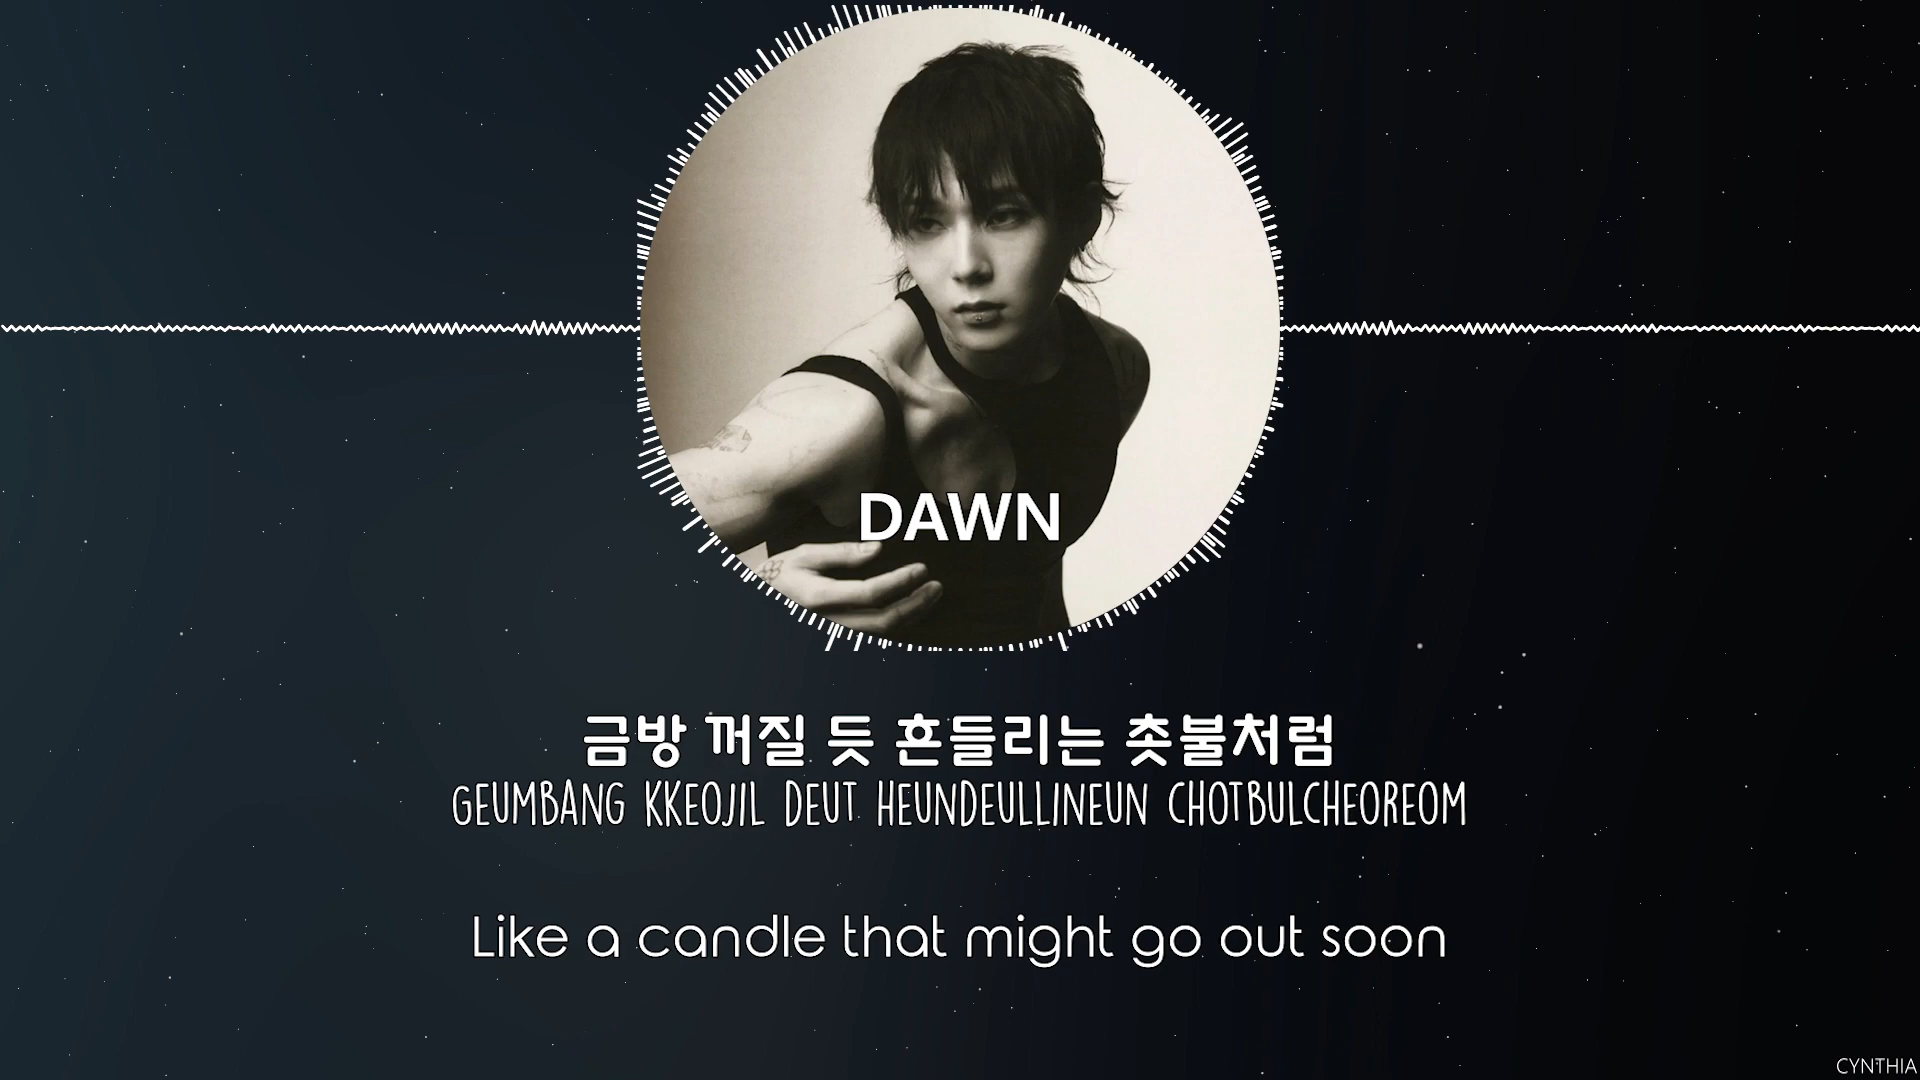 DAWN
금방 꺼질 듯 흔들리는 촛불처럼
GEUMBANG KKEOJIL DEUT HEUNDEULLINEUN CHOTBULCHEOREOM
Like a candle that might go out soon
CYNTHIA